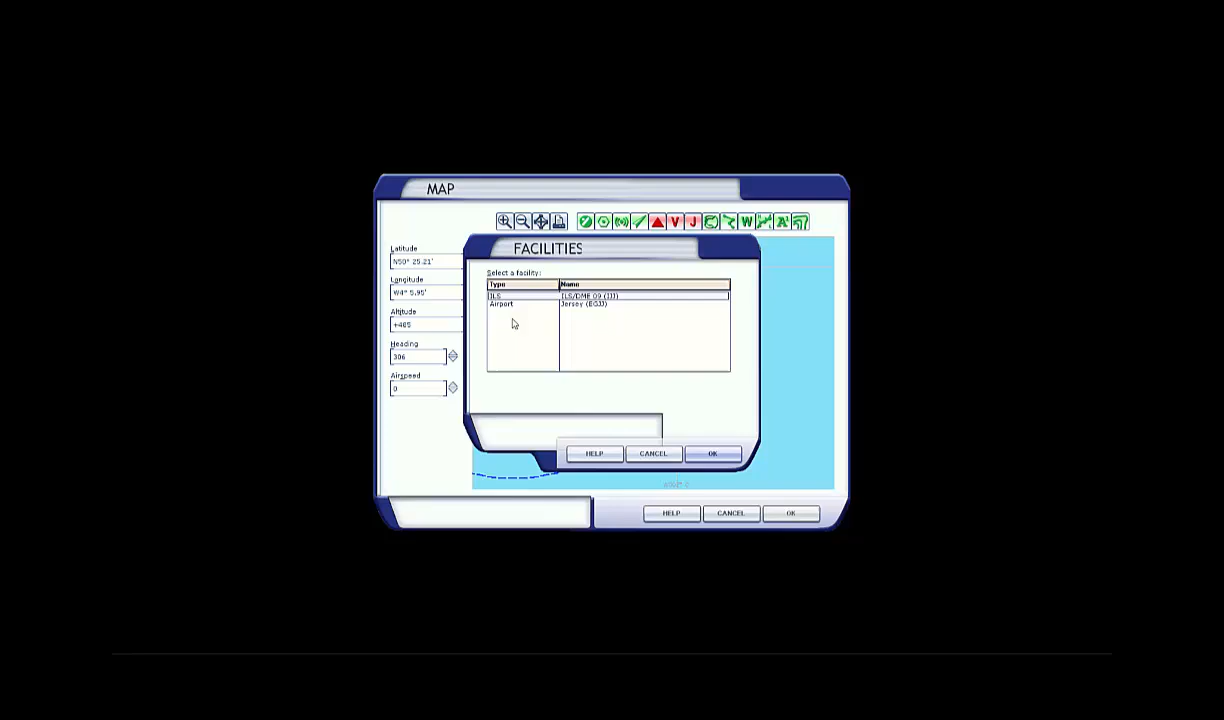 MAP
V J W A
Latitude
N50° 25.21'
Longitude
W4° 5.95'
Altitude
+485
Heading
306
Airspeed
0
FACILITIES
Select a facility:
Type Name
ILS ILS/DME 09 (IJJ)
Airport Jersey (EGJJ)
HELP CANCEL OK
HELP CANCEL OK